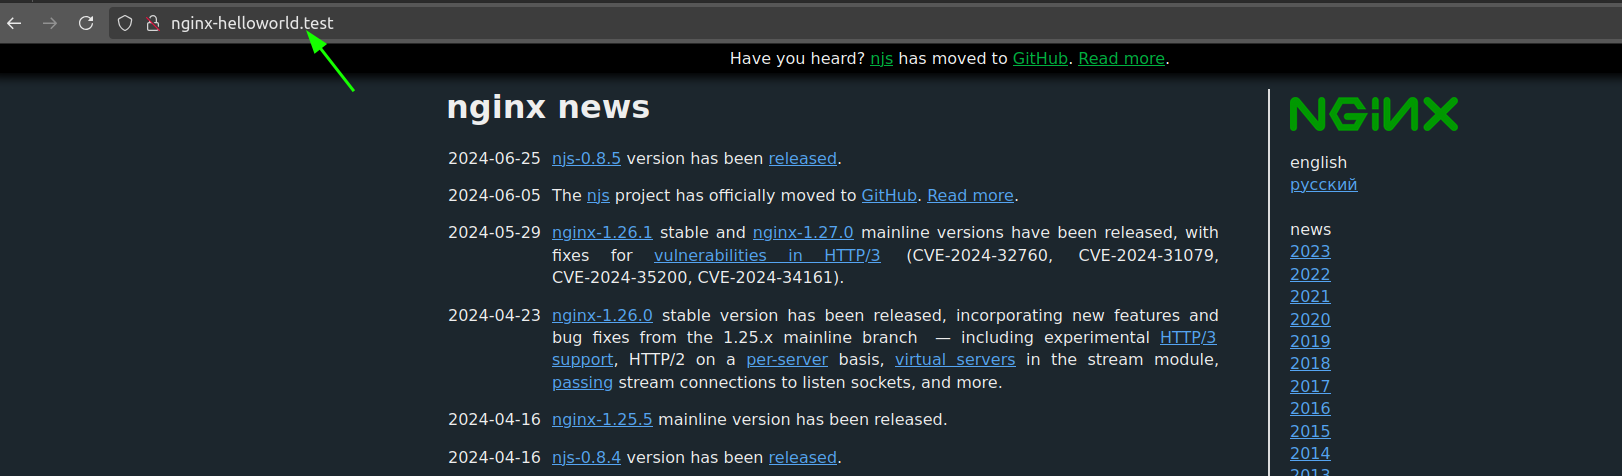 nginx-helloworld.test
Have you heard? njs has moved to GitHub. Read more.
nginx news
2024-06-25 njs-0.8.5 version has been released.
2024-06-05 The njs project has officially moved to GitHub. Read more.
2024-05-29 nginx-1.26.1 stable and nginx-1.27.0 mainline versions have been released, with
fixes for vulnerabilities in HTTP/3 (CVE-2024-32760, CVE-2024-31079,
CVE-2024-35200, CVE-2024-34161).
2024-04-23 nginx-1.26.0 stable version has been released, incorporating new features and
bug fixes from the 1.25.x mainline branch — including experimental HTTP/3
support, HTTP/2 on a per-server basis, virtual servers in the stream module,
passing stream connections to listen sockets, and more.
2024-04-16 nginx-1.25.5 mainline version has been released.
2024-04-16 njs-0.8.4 version has been released.
NGINX
english
русский
news
2023
2022
2021
2020
2019
2018
2017
2016
2015
2014
2013